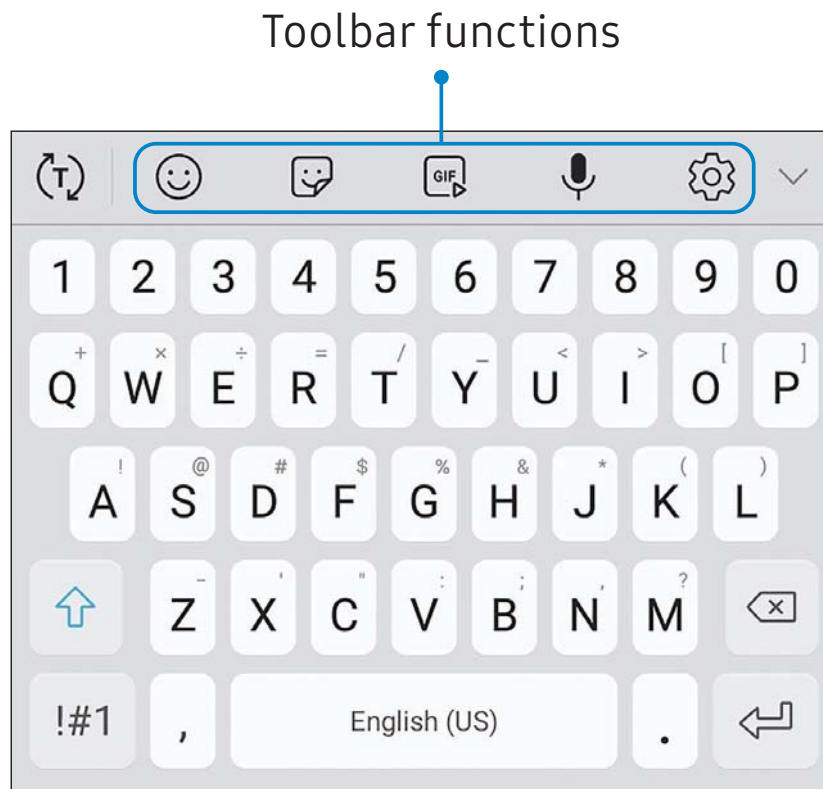 Toolbar functions
T GIF
1 2 3 4 5 6 7 8 9 0
+ × ÷ = / _ < > [ ]
Q W E R T Y U I O P
! @ # $ % & * ( )
A S D F G H J K L
- ' " : ; , ?
Z X C V B N M
!#1 , English (US) .